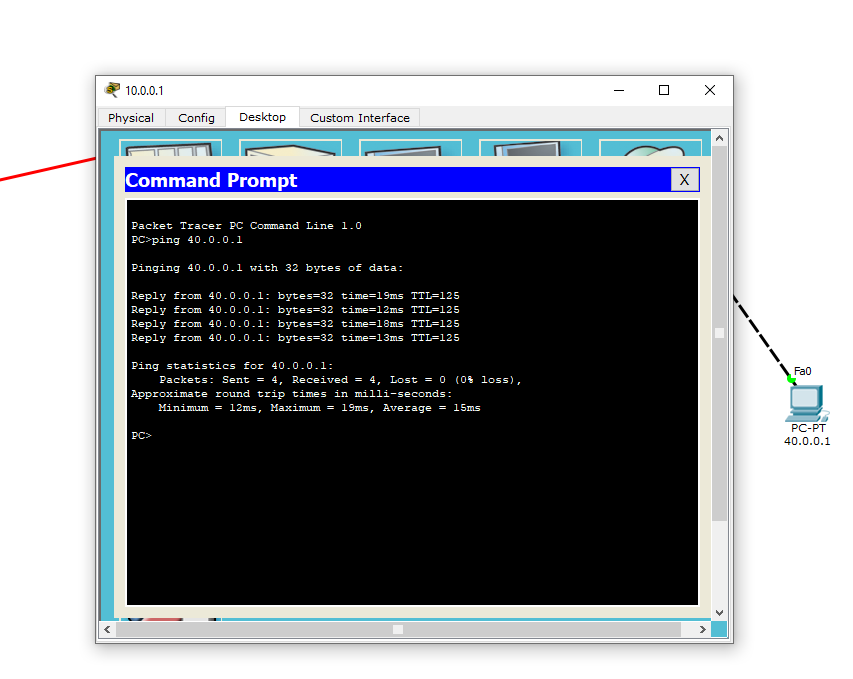 10.0.0.1
Physical Config Desktop Custom Interface
Command Prompt
X
Packet Tracer PC Command Line 1.0
PC>ping 40.0.0.1
Pinging 40.0.0.1 with 32 bytes of data:
Reply from 40.0.0.1: bytes=32 time=19ms TTL=125
Reply from 40.0.0.1: bytes=32 time=12ms TTL=125
Reply from 40.0.0.1: bytes=32 time=18ms TTL=125
Reply from 40.0.0.1: bytes=32 time=13ms TTL=125
Ping statistics for 40.0.0.1:
Packets: Sent = 4, Received = 4, Lost = 0 (0% loss),
Approximate round trip times in milli-seconds:
Minimum = 12ms, Maximum = 19ms, Average = 15ms
PC>
Fa0
PC-PT
40.0.0.1